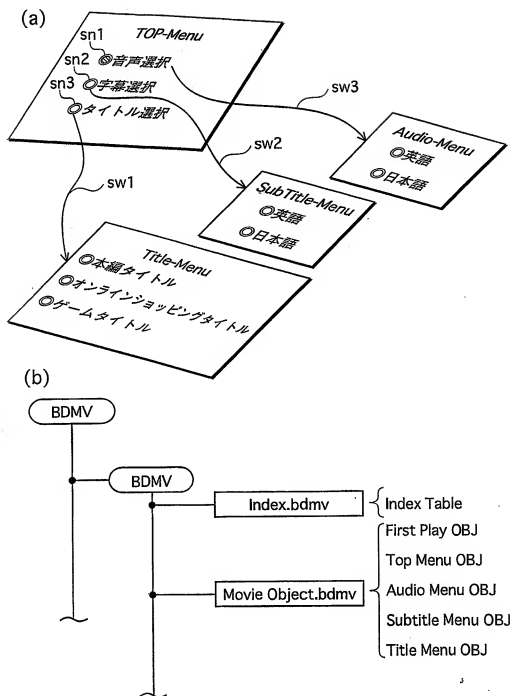 (a)
TOP-Menu
sn1
音声選択
sn2
字幕選択
sn3
タイトル選択
sw3
sw2
sw1
Audio-Menu
英語
日本語
SubTitle-Menu
英語
日本語
Title-Menu
本編タイトル
オンラインショッピングタイトル
ゲームタイトル
(b)
BDMV
BDMV
Index.bdmv
Index Table
First Play OBJ
Top Menu OBJ
Movie Object.bdmv
Audio Menu OBJ
Subtitle Menu OBJ
Title Menu OBJ